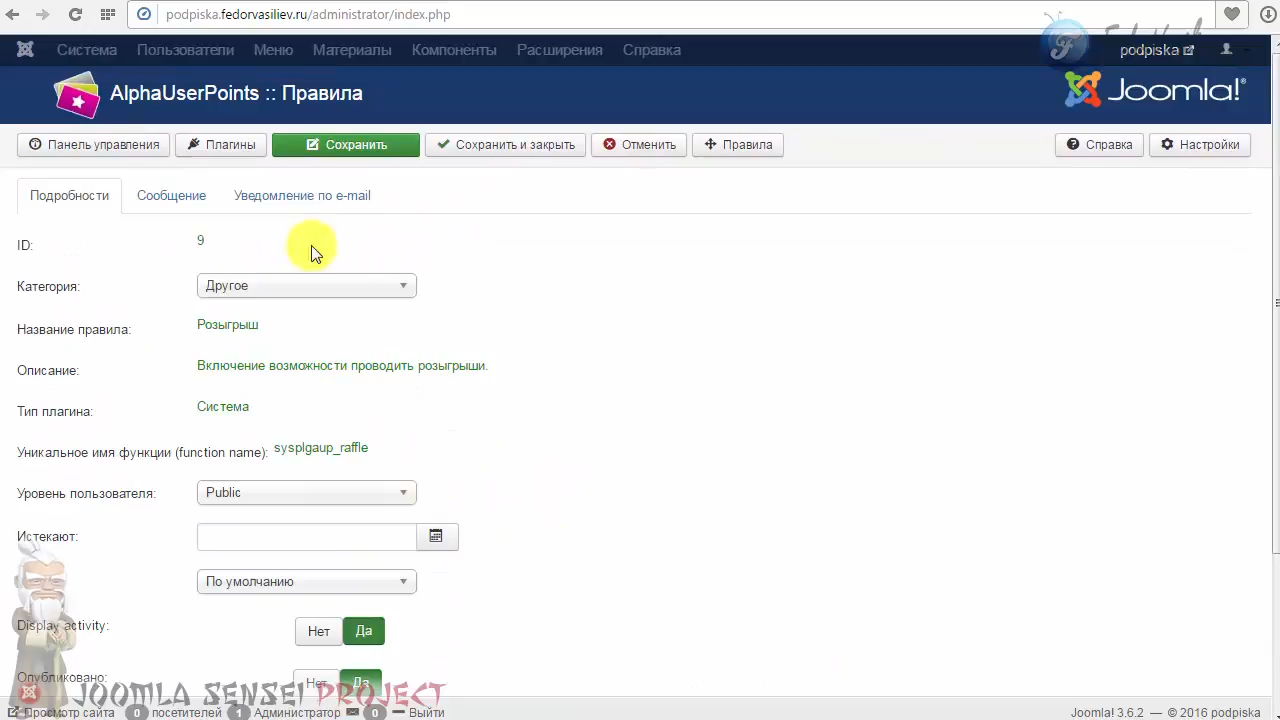 podpiska.fedorvasiliev.ru/administrator/index.php
Система Пользователи Меню Материалы Компоненты Расширения Справка podpiska
AlphaUserPoints :: Правила
Joomla!®
Панель управления Плагины Сохранить Сохранить и закрыть Отменить Правила Справка Настройки
Подробности Сообщение Уведомление по e-mail
ID: 9
Категория: Другое
Название правила: Розыгрыш
Описание: Включение возможности проводить розыгрыши.
Тип плагина: Система
Уникальное имя функции (function name): sysplgaup_raffle
Уровень пользователя: Public
Истекают:
По умолчанию
Display activity: Нет Да
Опубликовано: Нет Да
JOOMLA SENSEI PROJECT
Просмотр сайта 0 посетителей 1 Администратор 0 Выйти Joomla! 3.6.2 — © 2016 podpiska